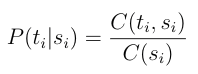 P(t_i|s_i) = \frac{C(t_i, s_i)}{C(s_i)}